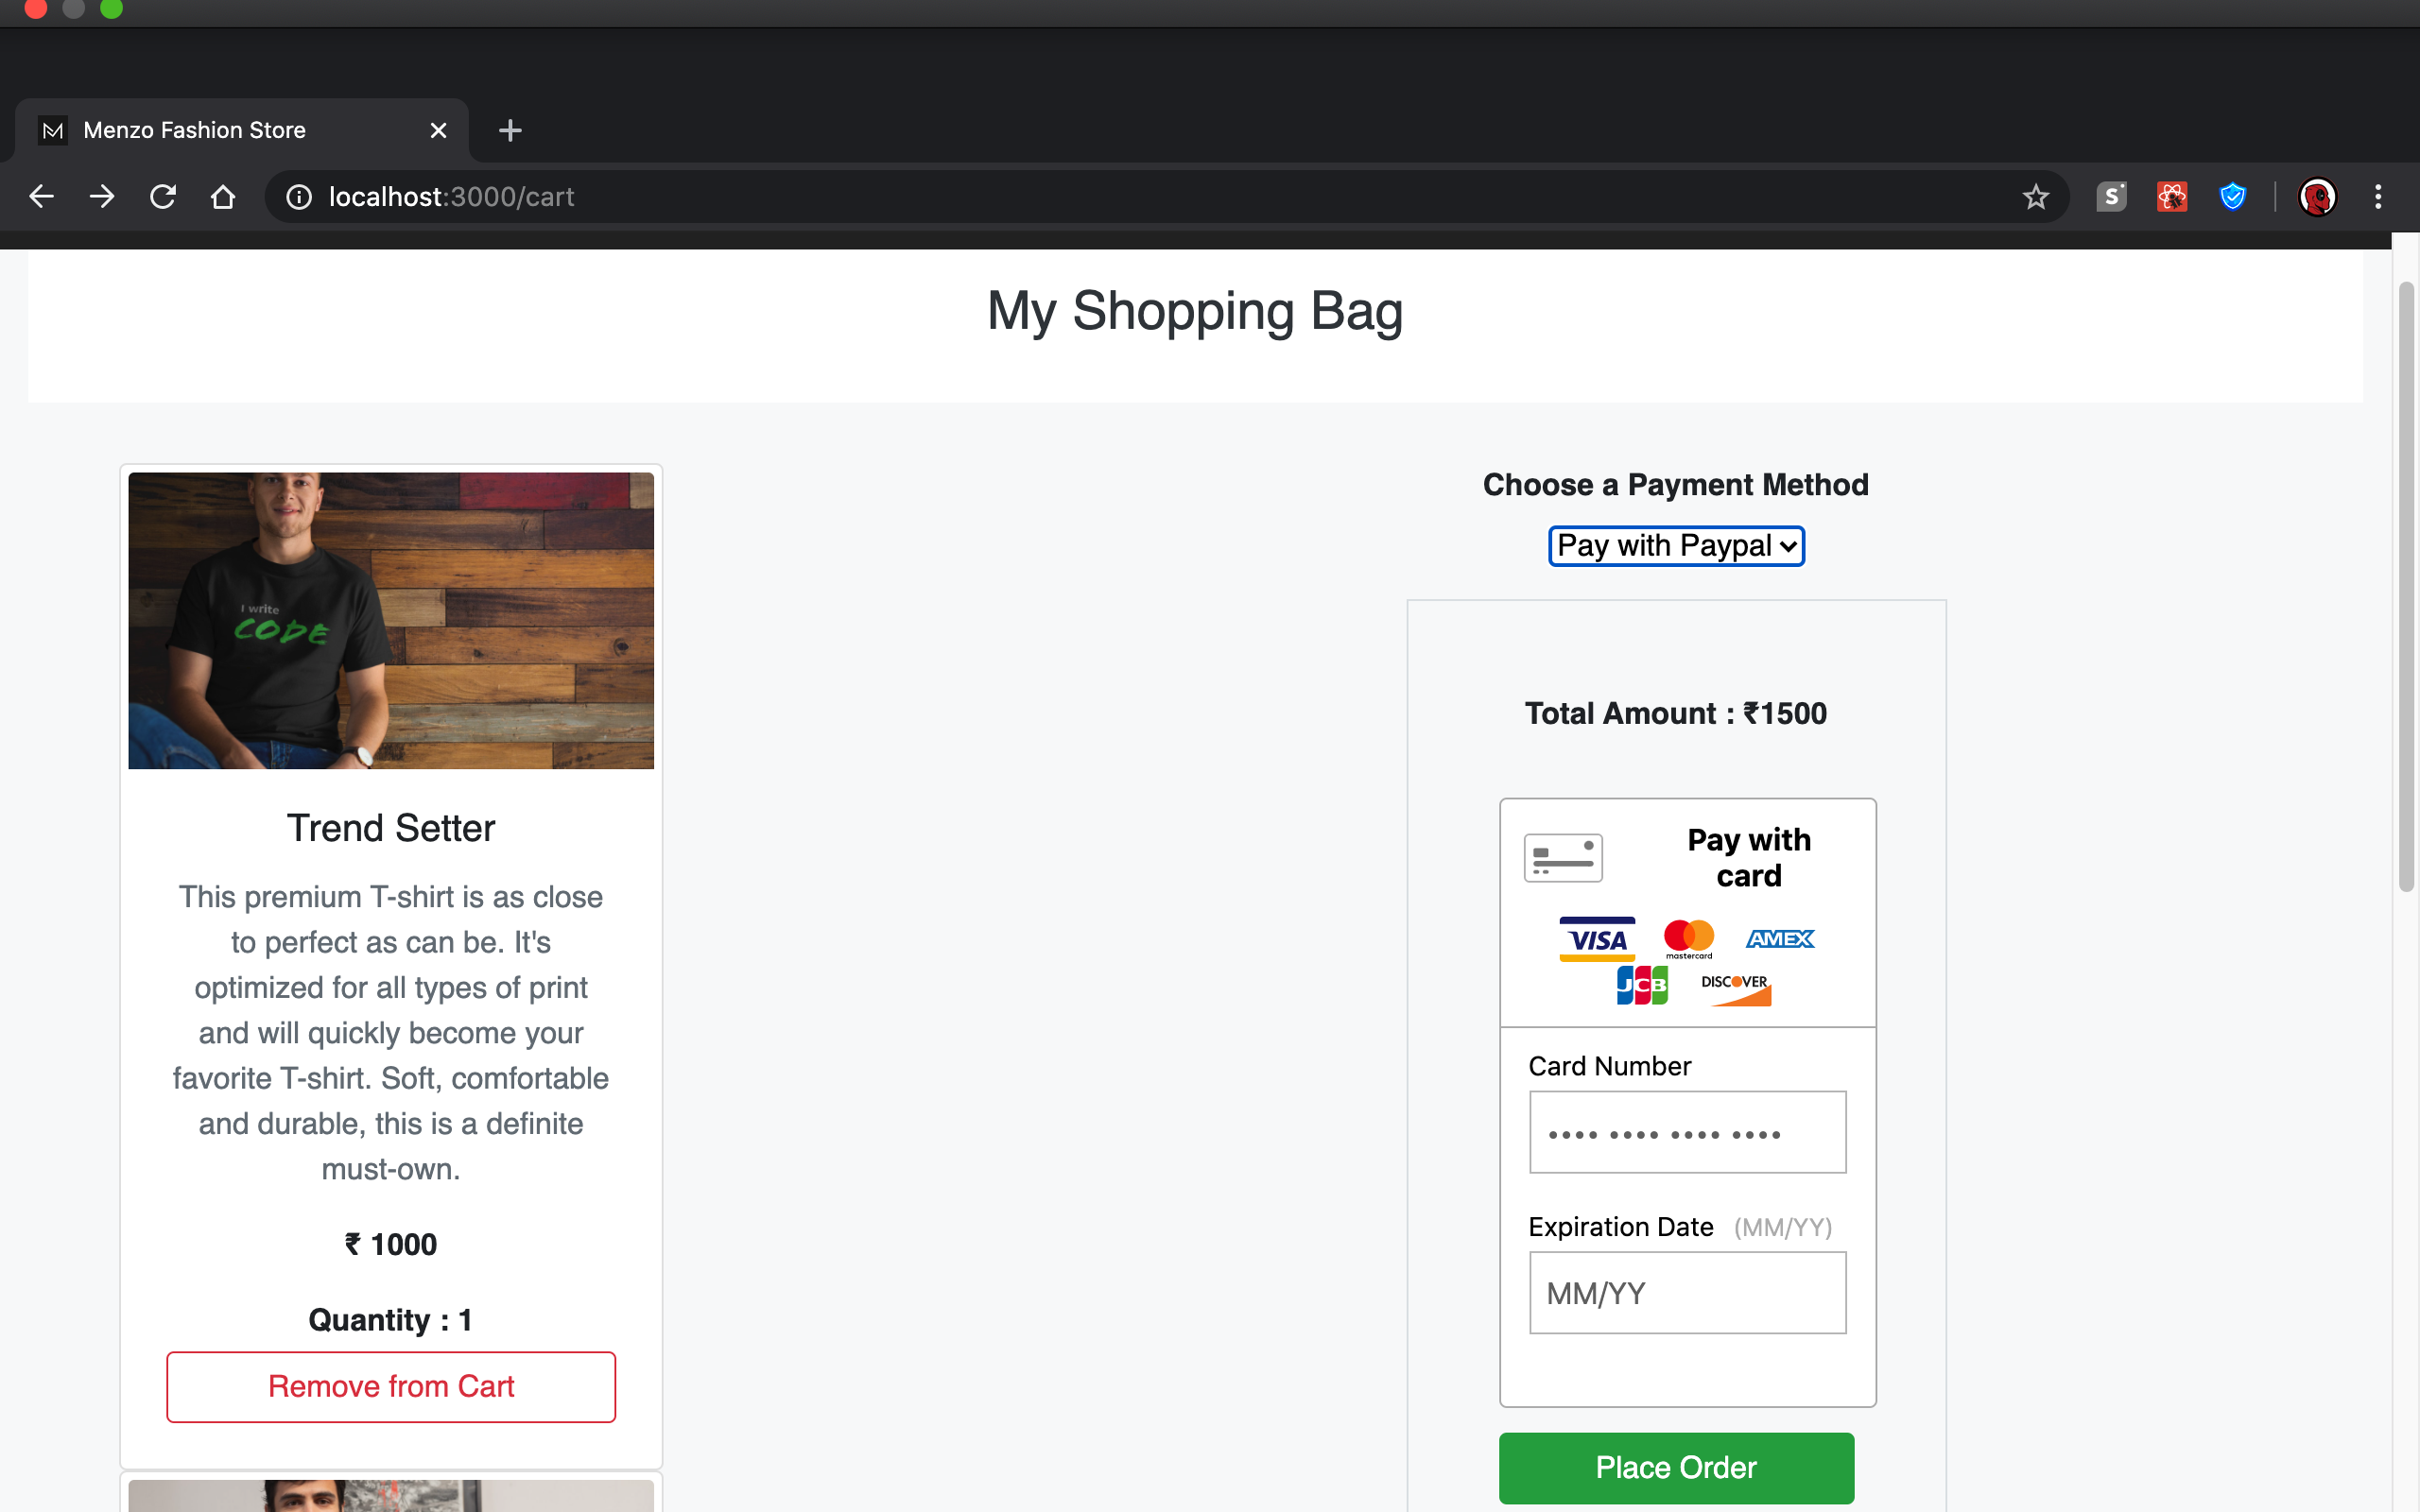 Menzo Fashion Store
localhost:3000/cart
My Shopping Bag
I write
CODE
Trend Setter
This premium T-shirt is as close
to perfect as can be. It's
optimized for all types of print
and will quickly become your
favorite T-shirt. Soft, comfortable
and durable, this is a definite
must-own.
₹ 1000
Quantity : 1
Remove from Cart
Choose a Payment Method
Pay with Paypal
Total Amount : ₹1500
Pay with
card
VISA
mastercard
AMEX
JCB
DISCOVER
Card Number
•••• •••• •••• ••••
Expiration Date (MM/YY)
MM/YY
Place Order